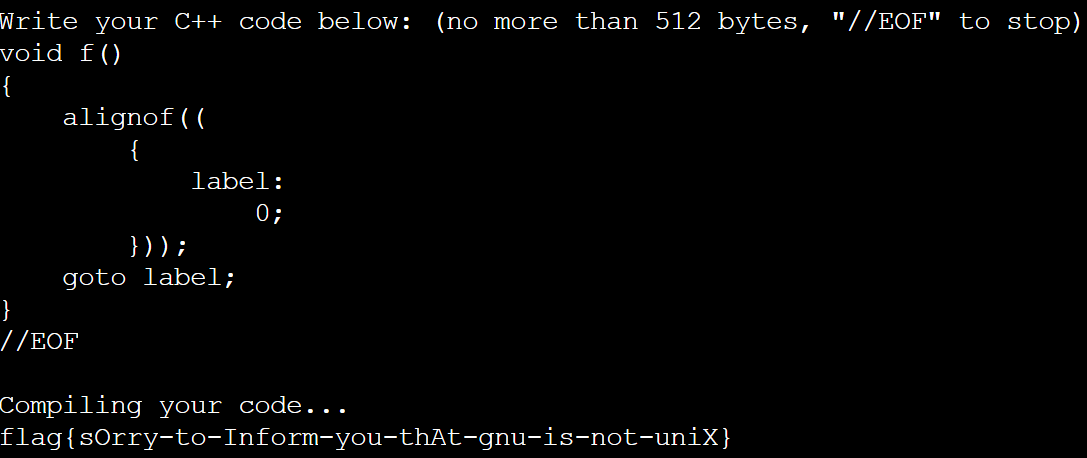 Write your C++ code below: (no more than 512 bytes, "//EOF" to stop)
void f()
{
    alignof((
        {
            label:
                0;
        }));
    goto label;
}
//EOF

Compiling your code...
flag{sOrry-to-Inform-you-thAt-gnu-is-not-uniX}